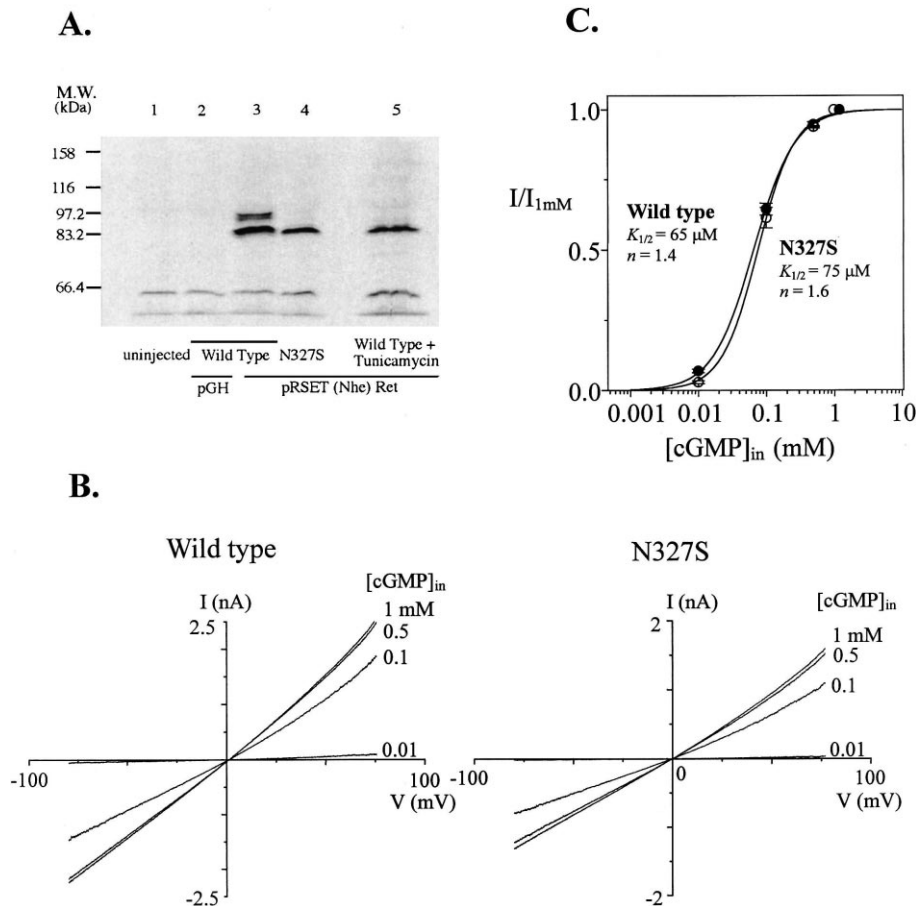 A.
M.W.
(kDa)
1 2 3 4 5
158
116
97.2
83.2
66.4
uninjected Wild Type N327S Wild Type +
Tunicamycin
pGH pRSET (Nhe) Ret
C.
I/I1mM
1.0
0.5
0.0
Wild type
K1/2 = 65 µM
n = 1.4
N327S
K1/2 = 75 µM
n = 1.6
0.001 0.01 0.1 1 10
[cGMP]in (mM)
B.
Wild type
I (nA)
[cGMP]in
2.5
1 mM
0.5
0.1
0.01
-100 100
V (mV)
-2.5
N327S
I (nA)
[cGMP]in
2
1 mM
0.5
0.1
0.01
-100 0 100
V (mV)
-2